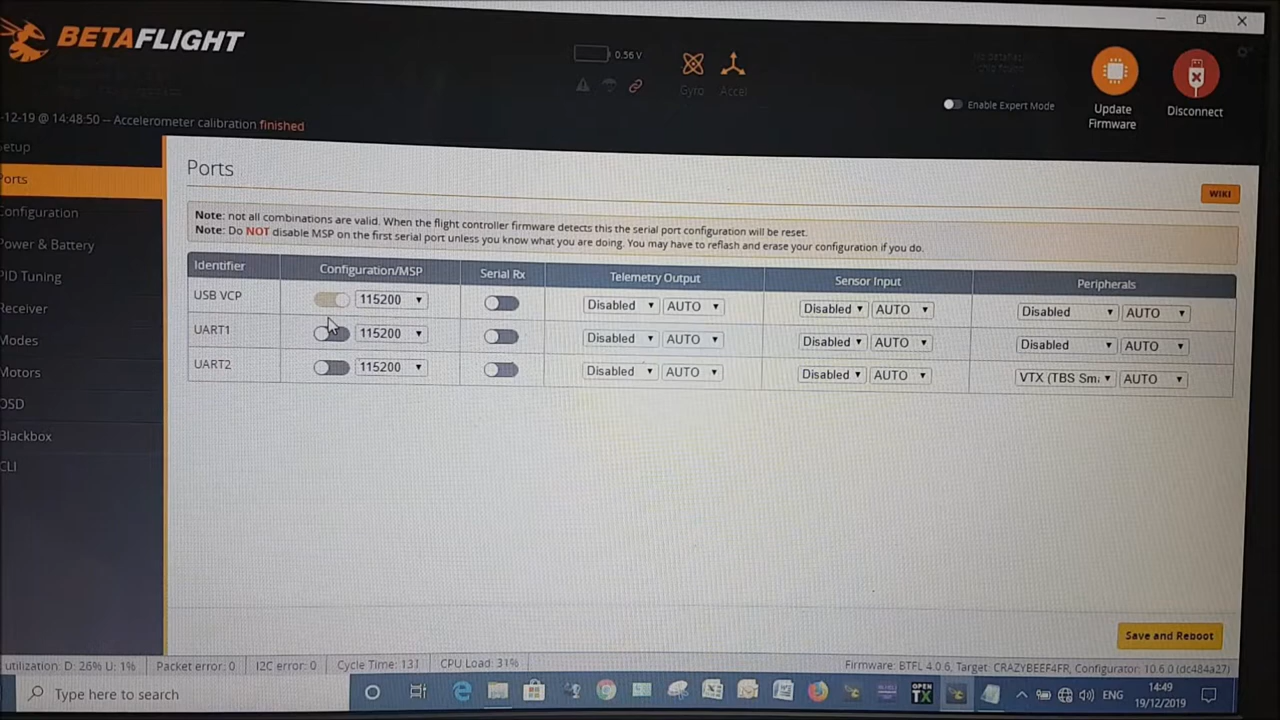 BETAFLIGHT
0.56 V
Gyro
Accel
Enable Expert Mode
Update
Firmware
Disconnect
-12-19 @ 14:48:50 -- Accelerometer calibration finished
Setup
Ports
Configuration
Power & Battery
PID Tuning
Receiver
Modes
Motors
OSD
Blackbox
CLI
Ports
WIKI
Note: not all combinations are valid. When the flight controller firmware detects this the serial port configuration will be reset.
Note: Do NOT disable MSP on the first serial port unless you know what you are doing. You may have to reflash and erase your configuration if you do.
Identifier Configuration/MSP Serial Rx Telemetry Output Sensor Input Peripherals
USB VCP 115200 Disabled AUTO Disabled AUTO Disabled AUTO
UART1 115200 Disabled AUTO Disabled AUTO Disabled AUTO
UART2 115200 Disabled AUTO Disabled AUTO VTX (TBS Sm. AUTO
Save and Reboot
utilization: D: 26% U: 1% Packet error: 0 I2C error: 0 Cycle Time: 131 CPU Load: 31% Firmware: BTFL 4.0.6, Target: CRAZYBEEF4FR, Configurator: 10.6.0 (dc484a27)
Type here to search
OPEN
TX
ENG
14:49
19/12/2019